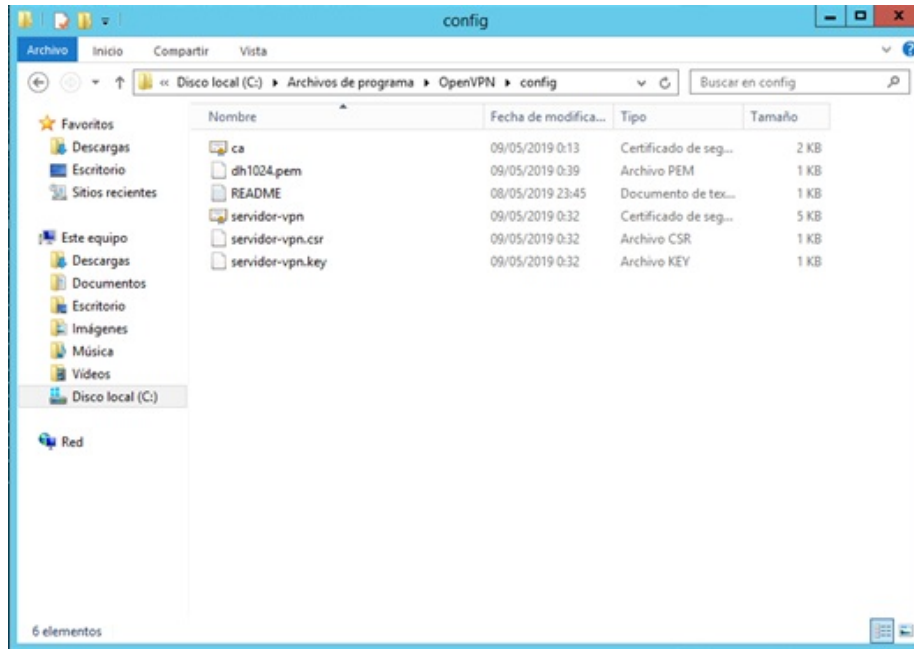 config
Archivo Inicio Compartir Vista
« Disco local (C:) Archivos de programa OpenVPN config Buscar en config
Favoritos
Descargas
Escritorio
Sitios recientes
Este equipo
Descargas
Documentos
Escritorio
Imágenes
Música
Vídeos
Disco local (C:)
Red
Nombre Fecha de modifica... Tipo Tamaño
ca 09/05/2019 0:13 Certificado de seg... 2 KB
dh1024.pem 09/05/2019 0:39 Archivo PEM 1 KB
README 08/05/2019 23:45 Documento de tex... 1 KB
servidor-vpn 09/05/2019 0:32 Certificado de seg... 5 KB
servidor-vpn.csr 09/05/2019 0:32 Archivo CSR 1 KB
servidor-vpn.key 09/05/2019 0:32 Archivo KEY 1 KB
6 elementos